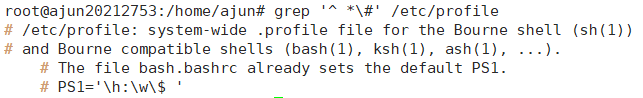 root@ajun20212753:/home/ajun# grep '^ *\#' /etc/profile
# /etc/profile: system-wide .profile file for the Bourne shell (sh(1))
# and Bourne compatible shells (bash(1), ksh(1), ash(1), ...).
    # The file bash.bashrc already sets the default PS1.
    # PS1='\h:\w\$ '